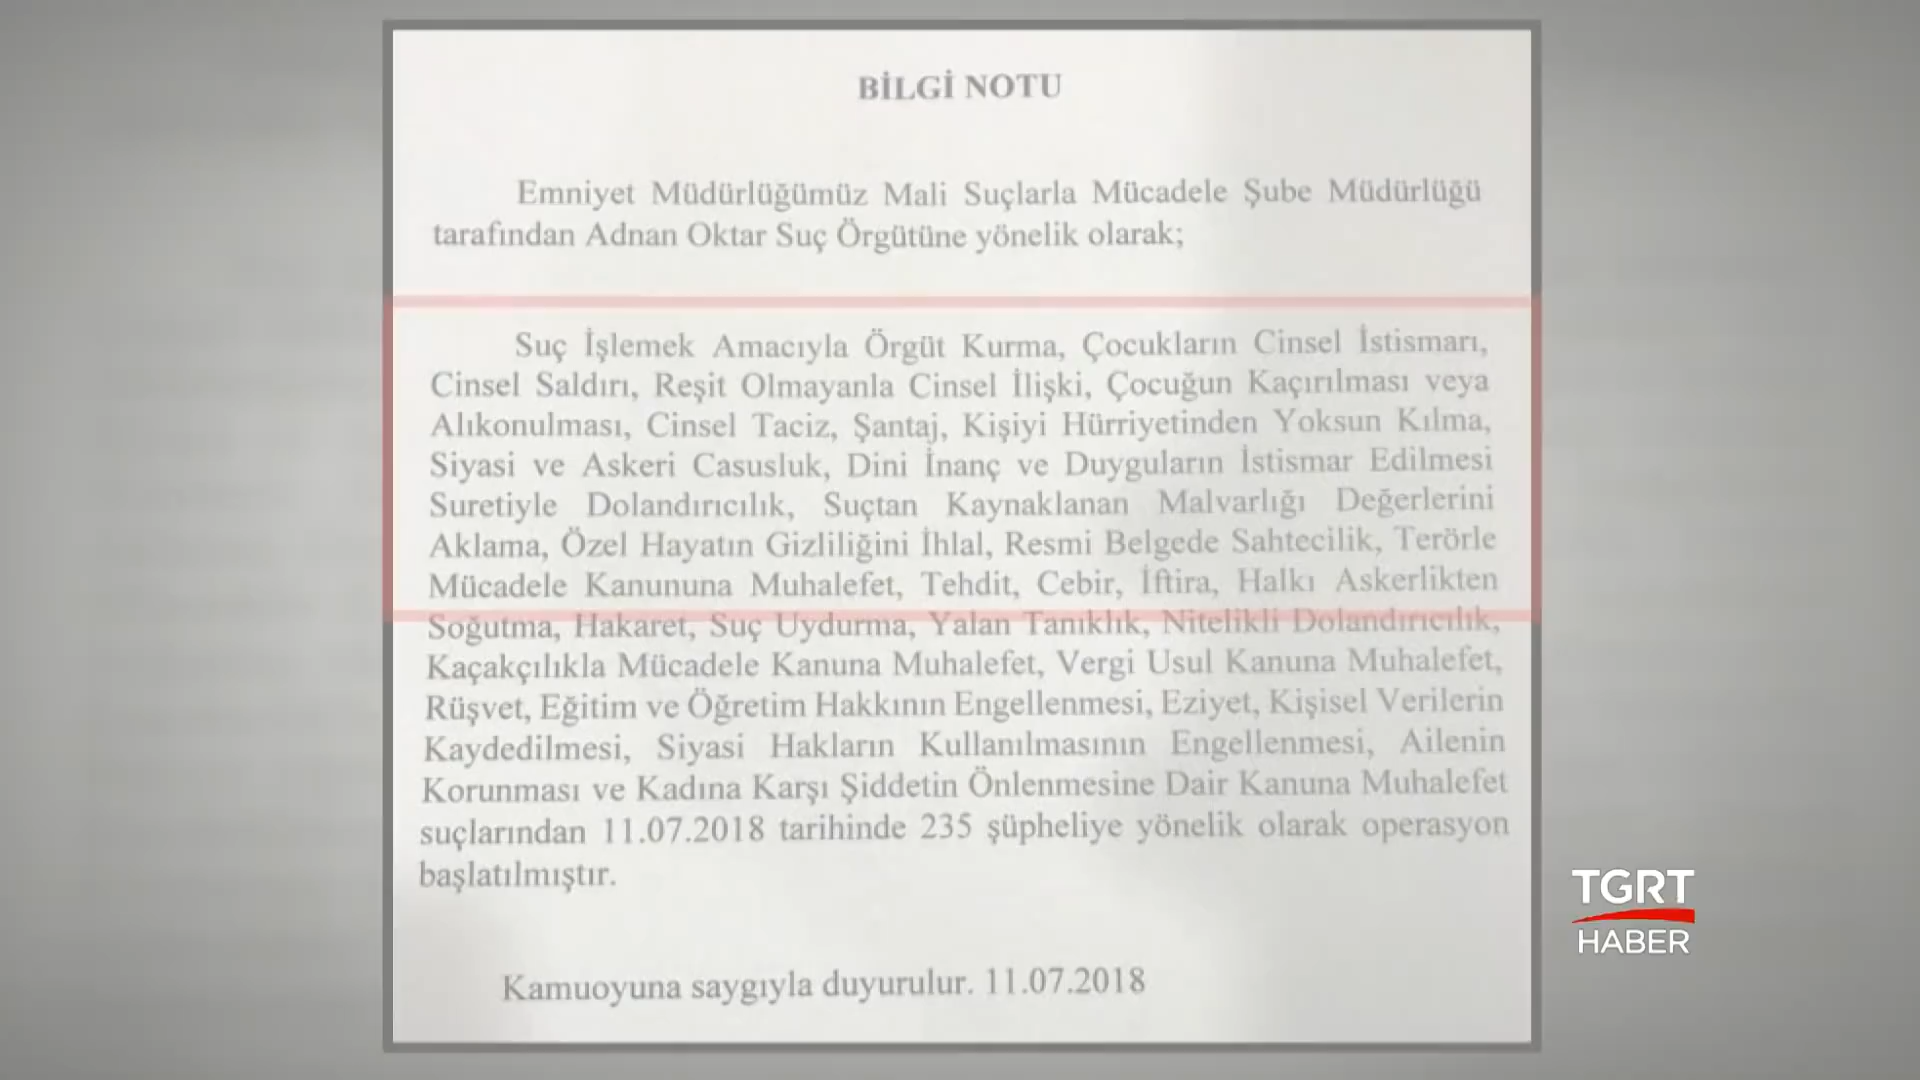 BİLGİ NOTU
Emniyet Müdürlüğümüz Mali Suçlarla Mücadele Şube Müdürlüğü
tarafından Adnan Oktar Suç Örgütüne yönelik olarak;
Suç İşlemek Amacıyla Örgüt Kurma, Çocukların Cinsel İstismarı,
Cinsel Saldırı, Reşit Olmayanla Cinsel İlişki, Çocuğun Kaçırılması veya
Alıkonulması, Cinsel Taciz, Şantaj, Kişiyi Hürriyetinden Yoksun Kılma,
Siyasi ve Askeri Casusluk, Dini İnanç ve Duyguların İstismar Edilmesi
Suretiyle Dolandırıcılık, Suçtan Kaynaklanan Malvarlığı Değerlerini
Aklama, Özel Hayatın Gizliliğini İhlal, Resmi Belgede Sahtecilik, Terörle
Mücadele Kanununa Muhalefet, Tehdit, Cebir, İftira, Halkı Askerlikten
Soğutma, Hakaret, Suç Uydurma, Yalan Tanıklık, Nitelikli Dolandırıcılık,
Kaçakçılıkla Mücadele Kanuna Muhalefet, Vergi Usul Kanuna Muhalefet,
Rüşvet, Eğitim ve Öğretim Hakkının Engellenmesi, Eziyet, Kişisel Verilerin
Kaydedilmesi, Siyasi Hakların Kullanılmasının Engellenmesi, Ailenin
Korunması ve Kadına Karşı Şiddetin Önlenmesine Dair Kanuna Muhalefet
suçlarından 11.07.2018 tarihinde 235 şüpheliye yönelik olarak operasyon
başlatılmıştır.
Kamuoyuna saygıyla duyurulur. 11.07.2018
TGRT
HABER